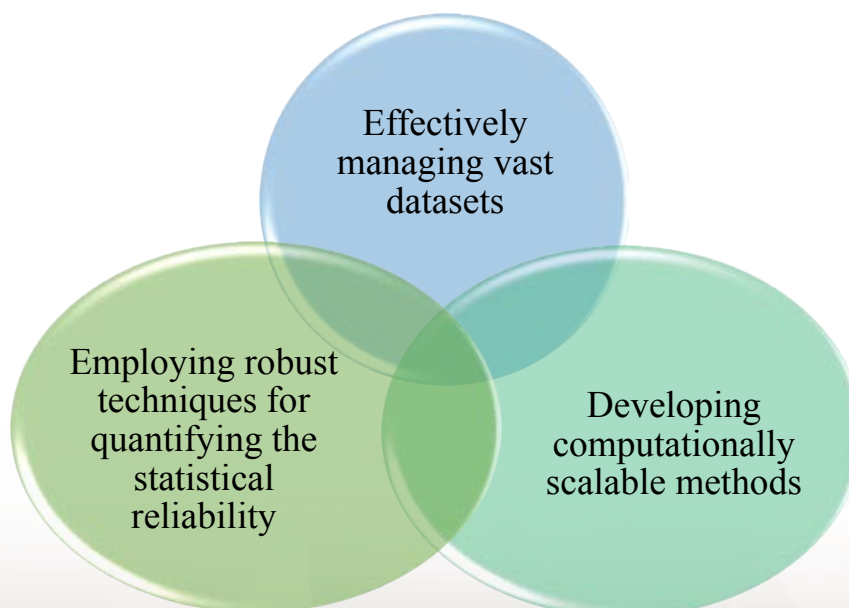 Effectively
managing vast
datasets
Employing robust
techniques for
quantifying the
statistical
reliability
Developing
computationally
scalable methods